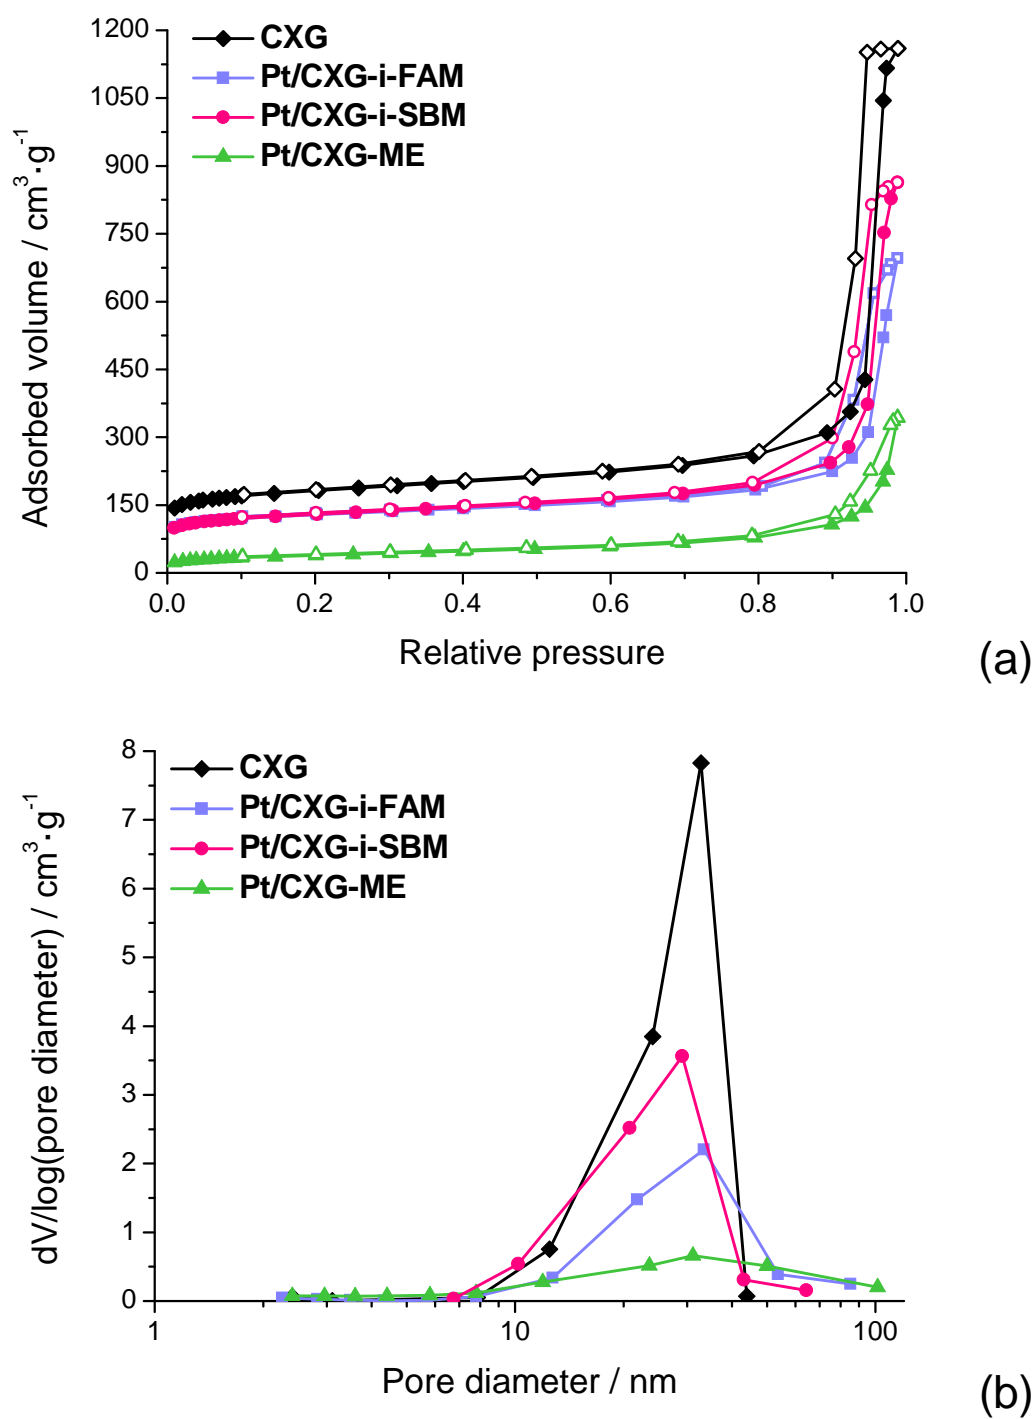 CXG
Pt/CXG-i-FAM
Pt/CXG-i-SBM
Pt/CXG-ME
Adsorbed volume / cm³·g⁻¹
1200
1050
900
750
600
450
300
150
0
0.0 0.2 0.4 0.6 0.8 1.0
Relative pressure
(a)
CXG
Pt/CXG-i-FAM
Pt/CXG-i-SBM
Pt/CXG-ME
dV/log(pore diameter) / cm³·g⁻¹
8
7
6
5
4
3
2
1
0
1 10 100
Pore diameter / nm
(b)